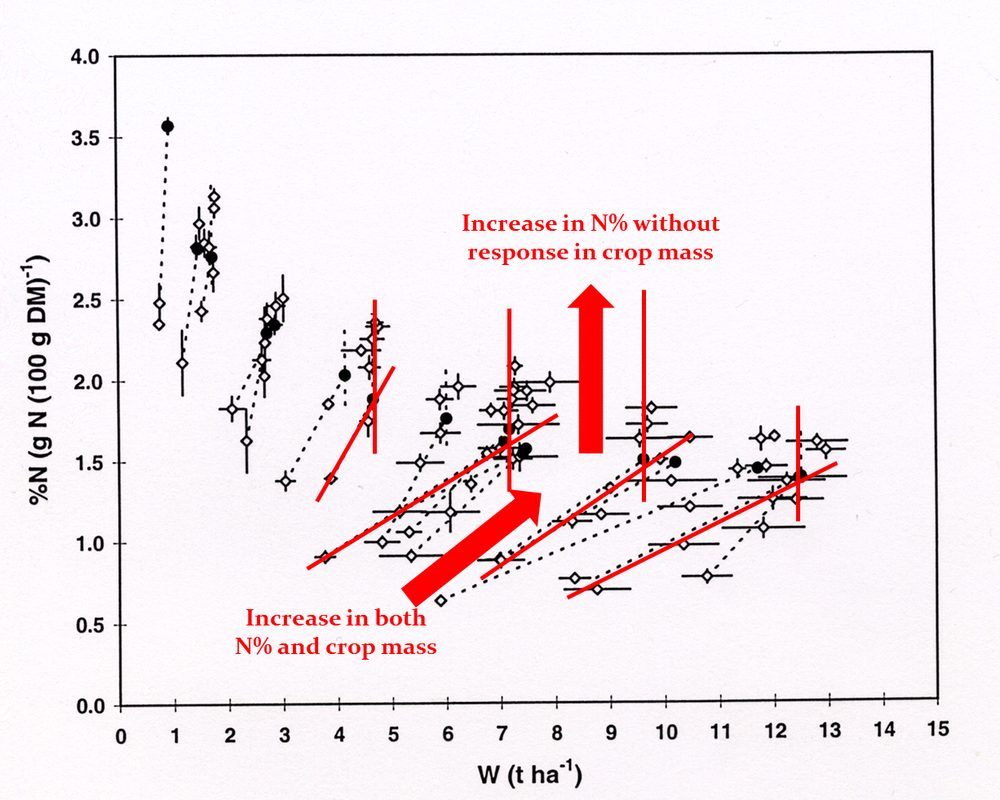 4.0
3.5
3.0
2.5
2.0
1.5
1.0
0.5
0.0
%N (g N (100 g DM)⁻¹)
Increase in N% without
response in crop mass
Increase in both
N% and crop mass
0 1 2 3 4 5 6 7 8 9 10 11 12 13 14 15
W (t ha⁻¹)